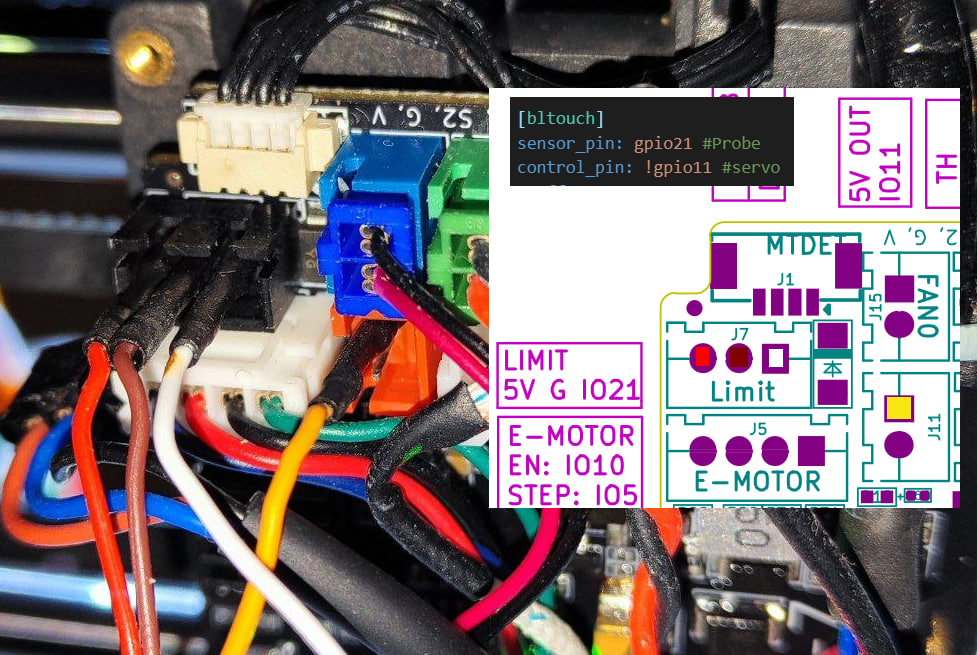 S2, G, V
[bltouch]
sensor_pin: gpio21 #Probe
control_pin: !gpio11 #servo
5V OUT
IO11
TH
MTDET
2, G, V
J1
J15
FAN0
J7
Limit
LIMIT
5V G IO21
J11
J5
E-MOTOR
E-MOTOR
EN: IO10
STEP: IO5